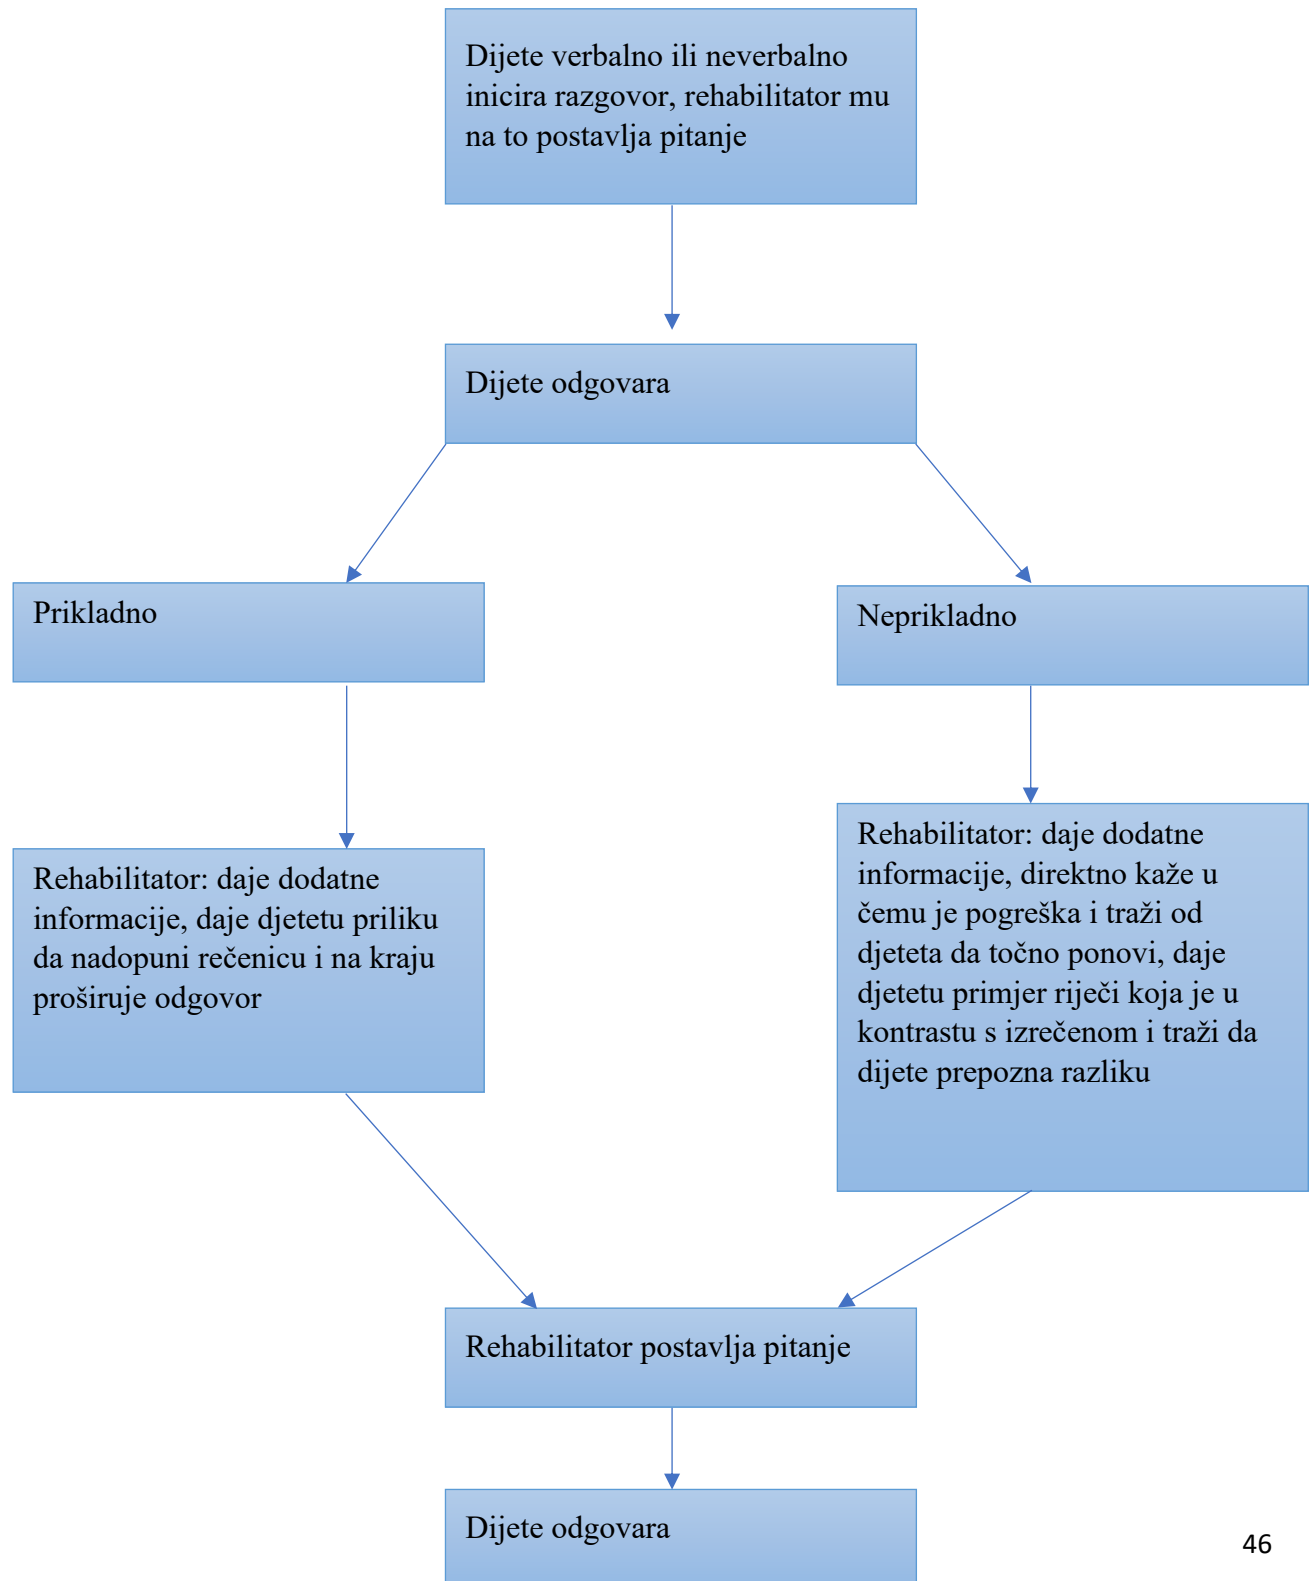 Dijete verbalno ili neverbalno
inicira razgovor, rehabilitator mu
na to postavlja pitanje
Dijete odgovara
Prikladno
Neprikladno
Rehabilitator: daje dodatne
informacije, daje djetetu priliku
da nadopuni rečenicu i na kraju
proširuje odgovor
Rehabilitator: daje dodatne
informacije, direktno kaže u
čemu je pogreška i traži od
djeteta da točno ponovi, daje
djetetu primjer riječi koja je u
kontrastu s izrečenom i traži da
dijete prepozna razliku
Rehabilitator postavlja pitanje
Dijete odgovara
46